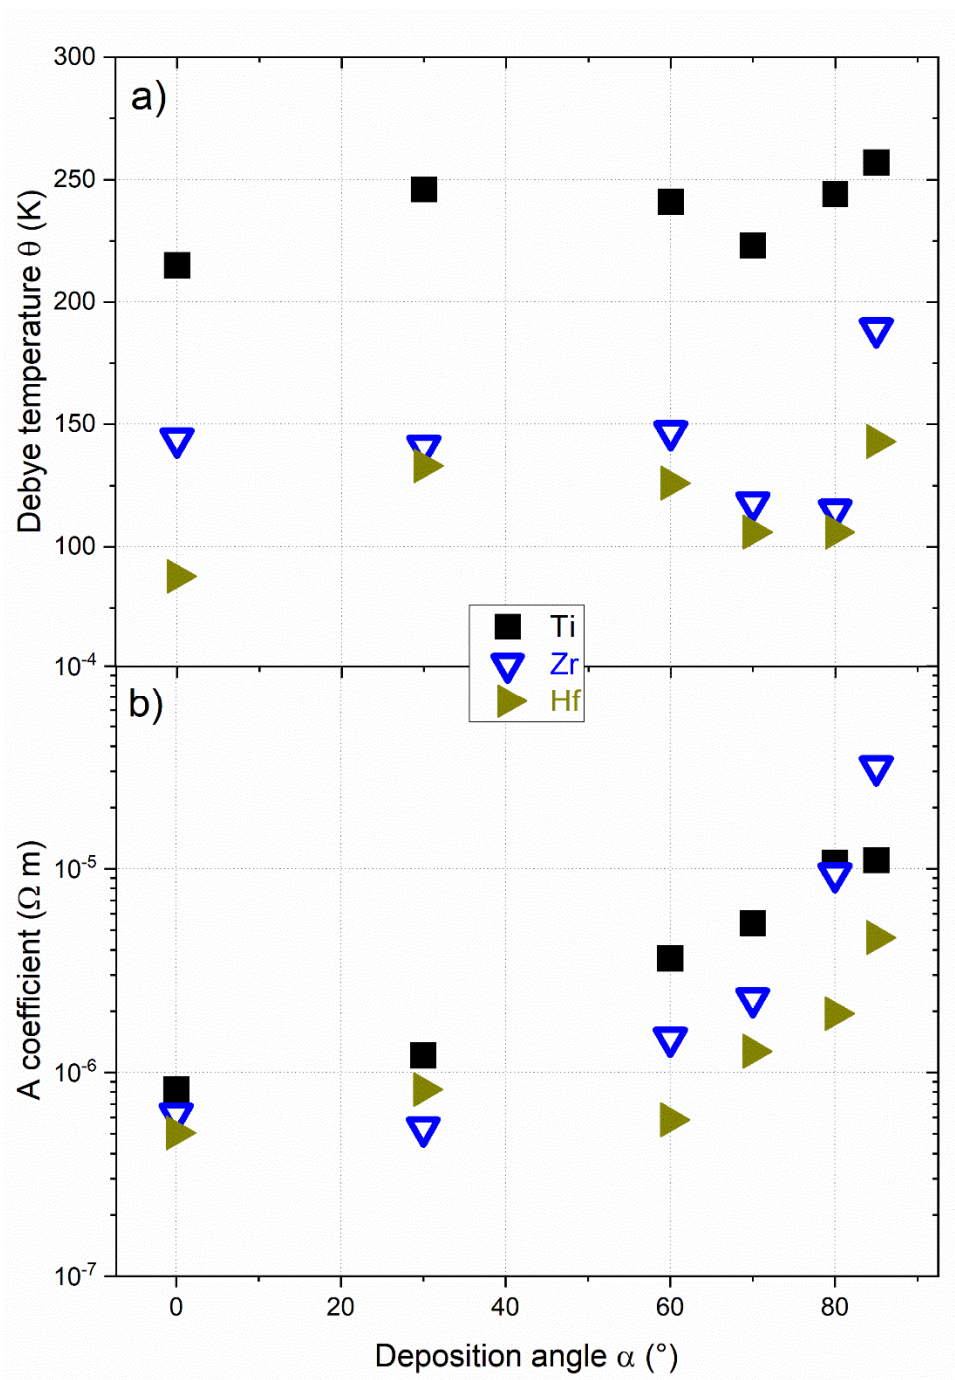 300
a)
250
200
150
100
Debye temperature θ (K)
Ti
Zr
Hf
10⁻⁴
b)
10⁻⁵
10⁻⁶
10⁻⁷
A coefficient (Ω m)
0 20 40 60 80
Deposition angle α (°)